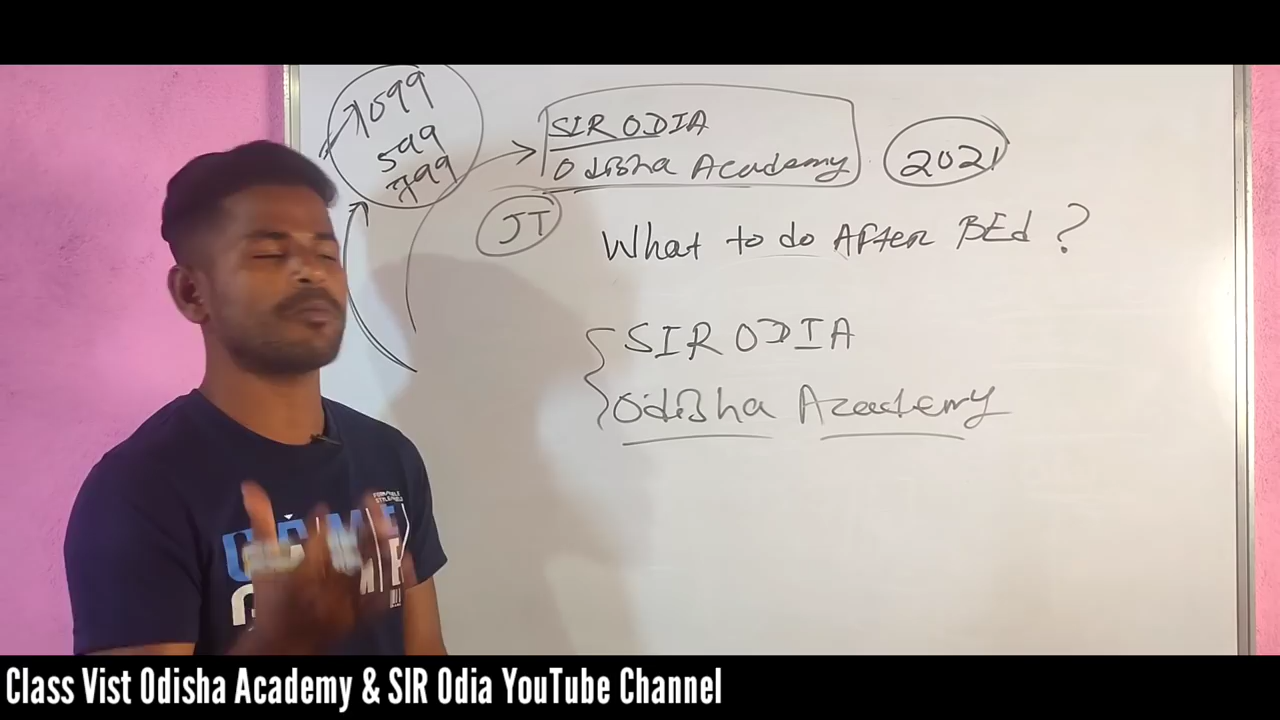 1099
599
799
SIR ODIA
Odisha Academy
2021
JT
What to do After BEd ?
SIR ODIA
Odisha Academy
GAME
Class Vist Odisha Academy & SIR Odia YouTube Channel